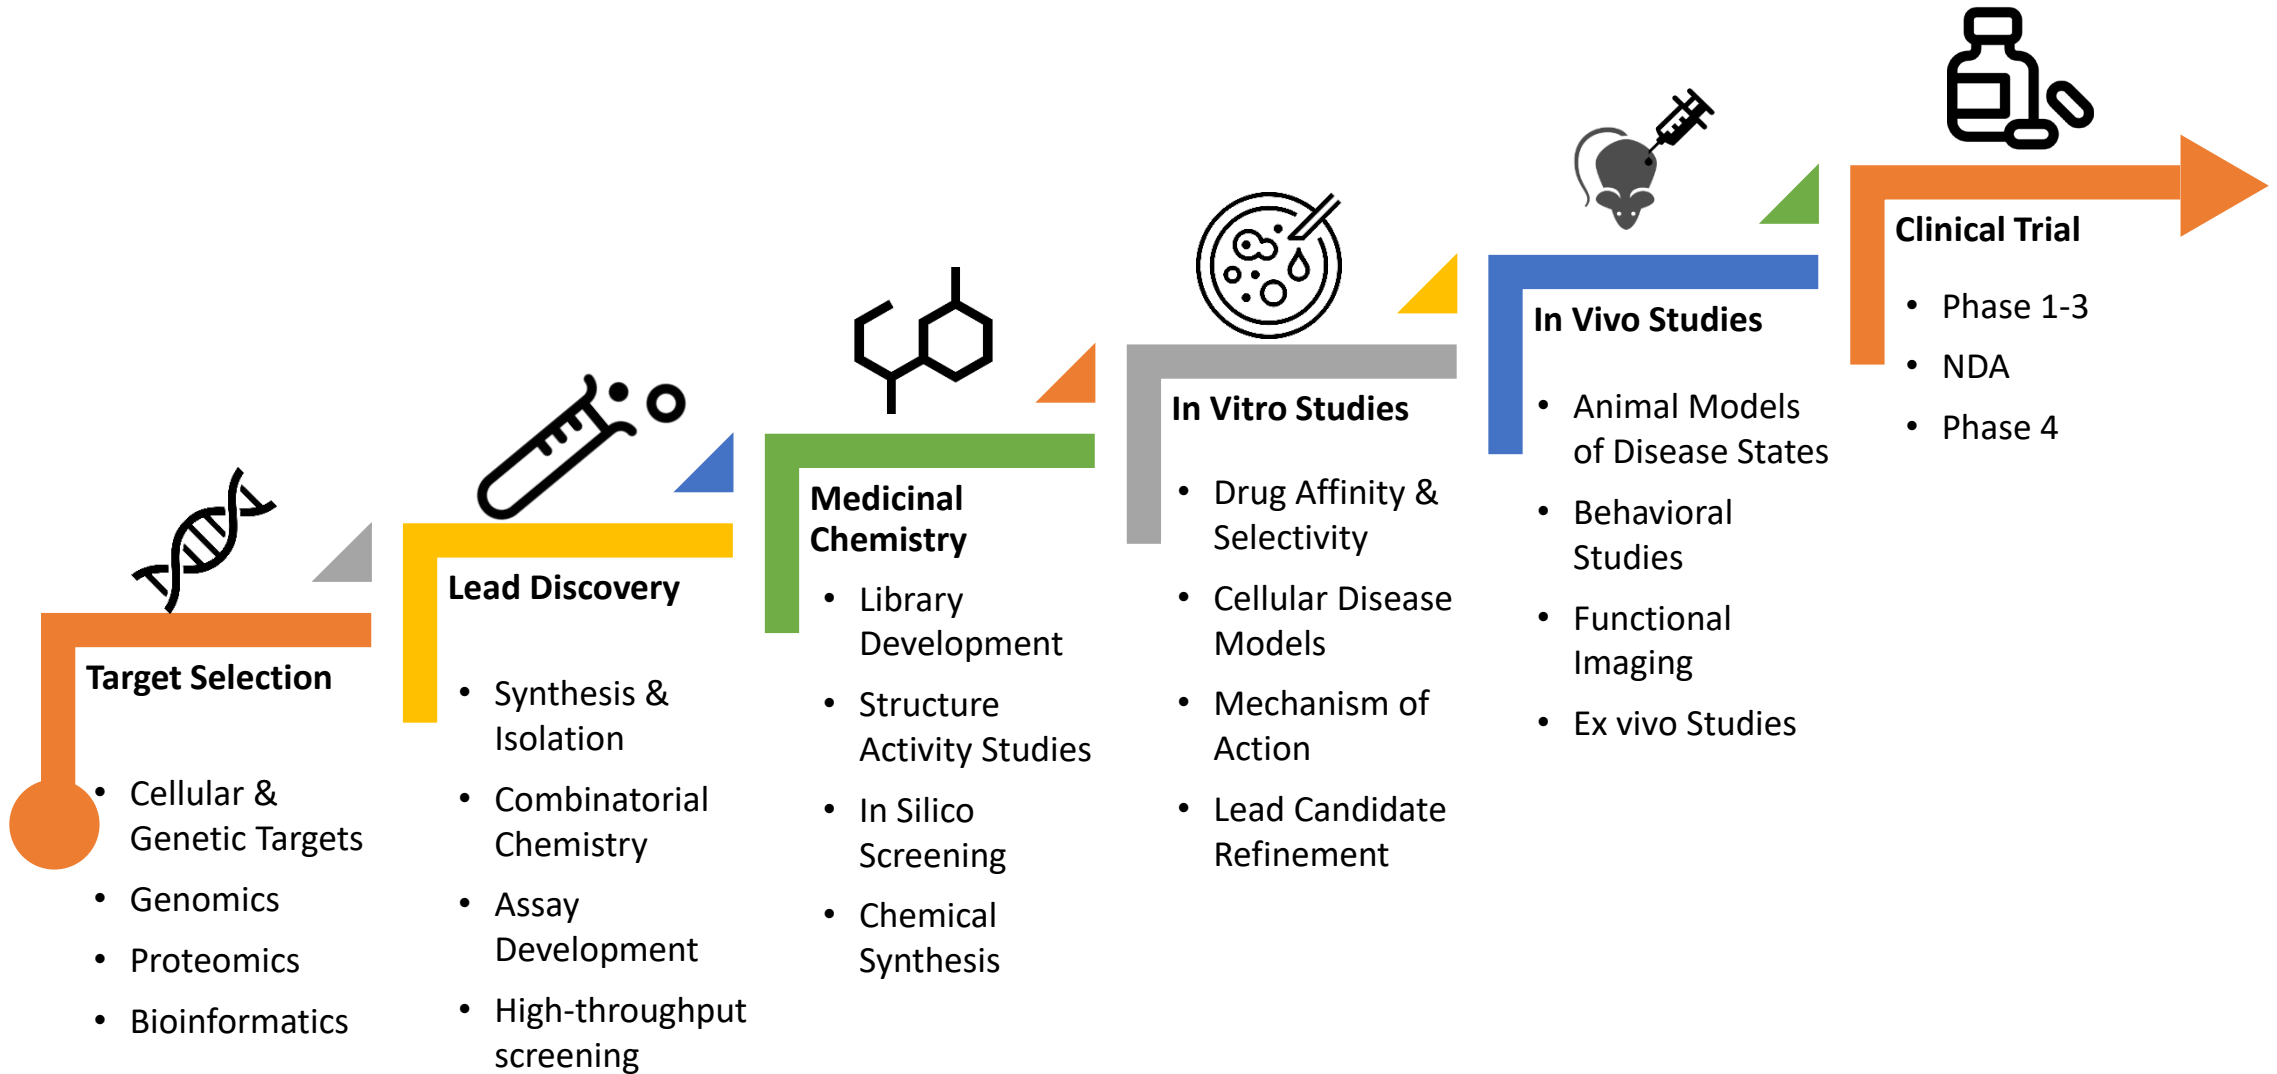 Target Selection
• Cellular &
Genetic Targets
• Genomics
• Proteomics
• Bioinformatics
Lead Discovery
• Synthesis &
Isolation
• Combinatorial
Chemistry
• Assay
Development
• High-throughput
screening
Medicinal
Chemistry
• Library
Development
• Structure
Activity Studies
• In Silico
Screening
• Chemical
Synthesis
In Vitro Studies
• Drug Affinity &
Selectivity
• Cellular Disease
Models
• Mechanism of
Action
• Lead Candidate
Refinement
In Vivo Studies
• Animal Models
of Disease States
• Behavioral
Studies
• Functional
Imaging
• Ex vivo Studies
Clinical Trial
• Phase 1-3
• NDA
• Phase 4